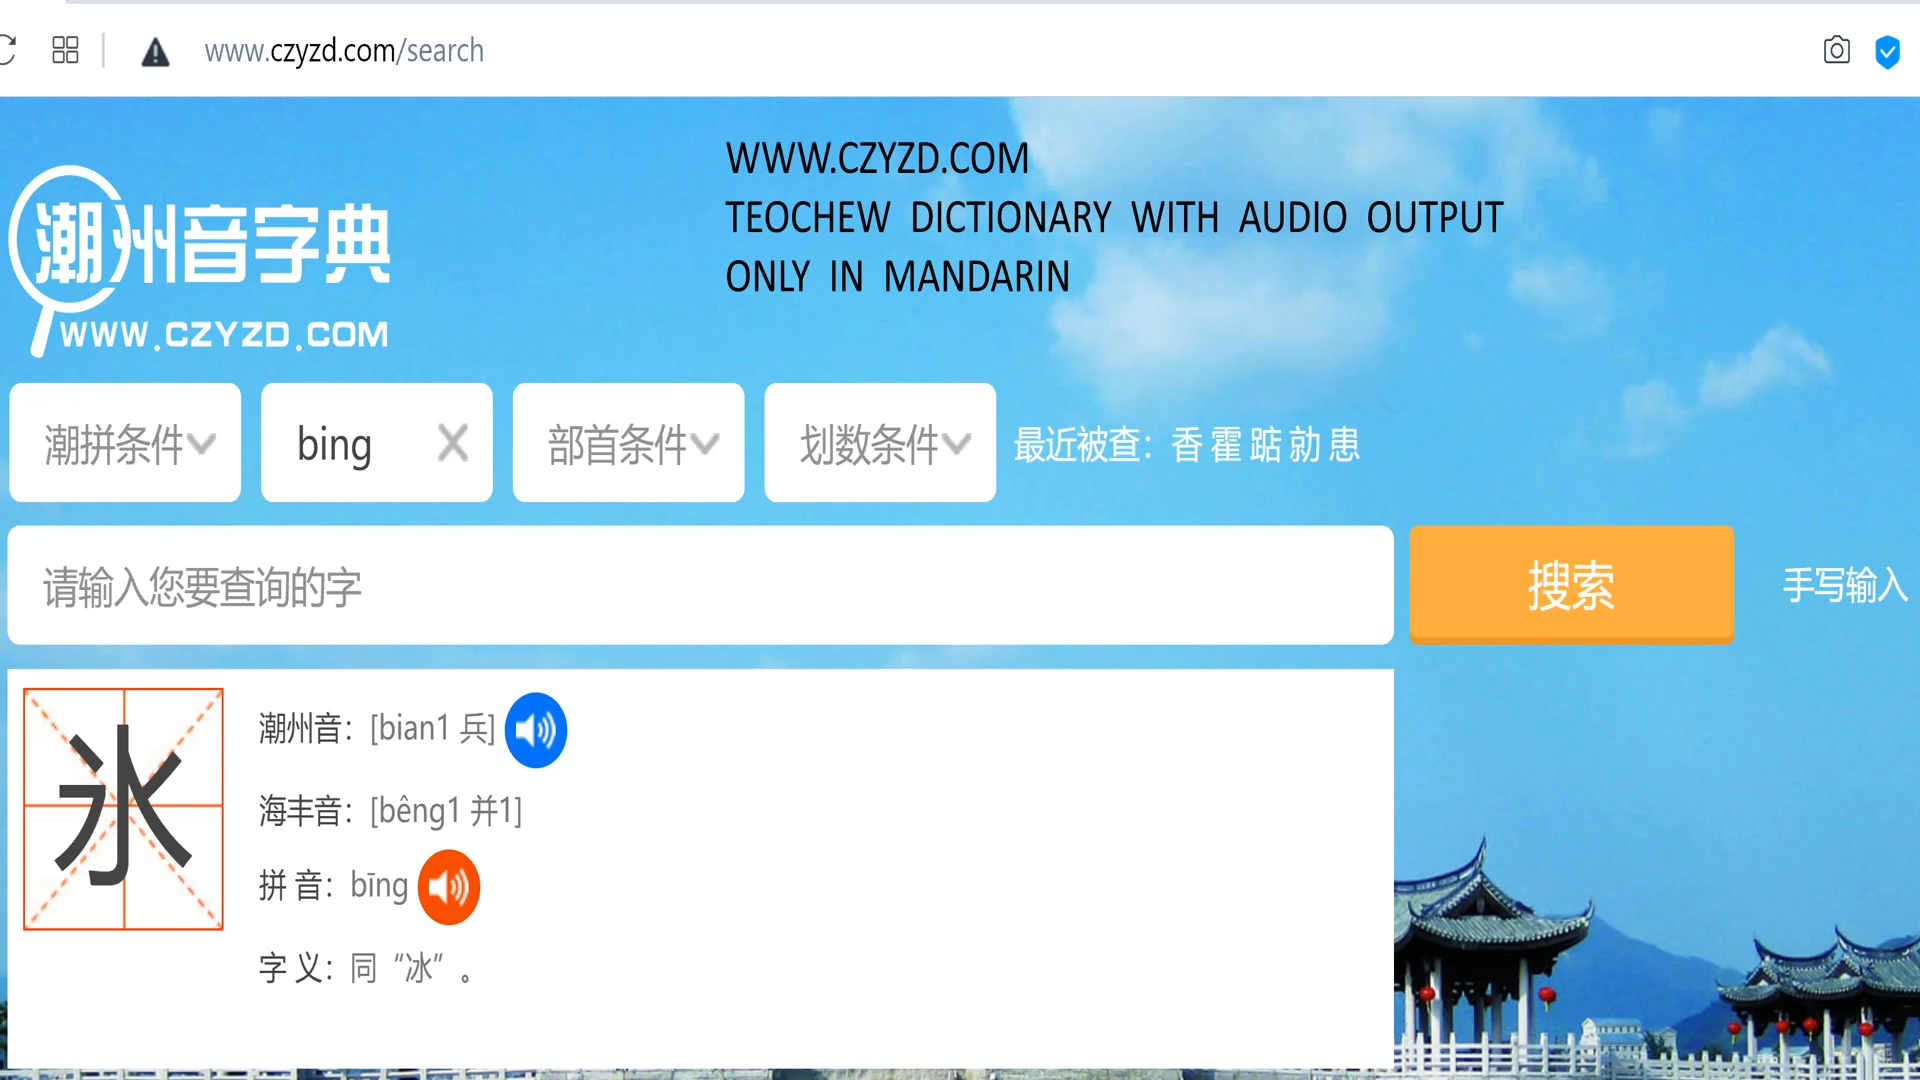 www.czyzd.com/search
WWW.CZYZD.COM
TEOCHEW DICTIONARY WITH AUDIO OUTPUT
ONLY IN MANDARIN
潮州音字典
WWW.CZYZD.COM
潮拼条件
bing
部首条件
划数条件
最近被查：香 霍 踮 勍 患
请输入您要查询的字
搜索
手写输入
氷
潮州音：[bian1 兵]
海丰音：[bêng1 并1]
拼 音：bīng
字 义：同“冰”。